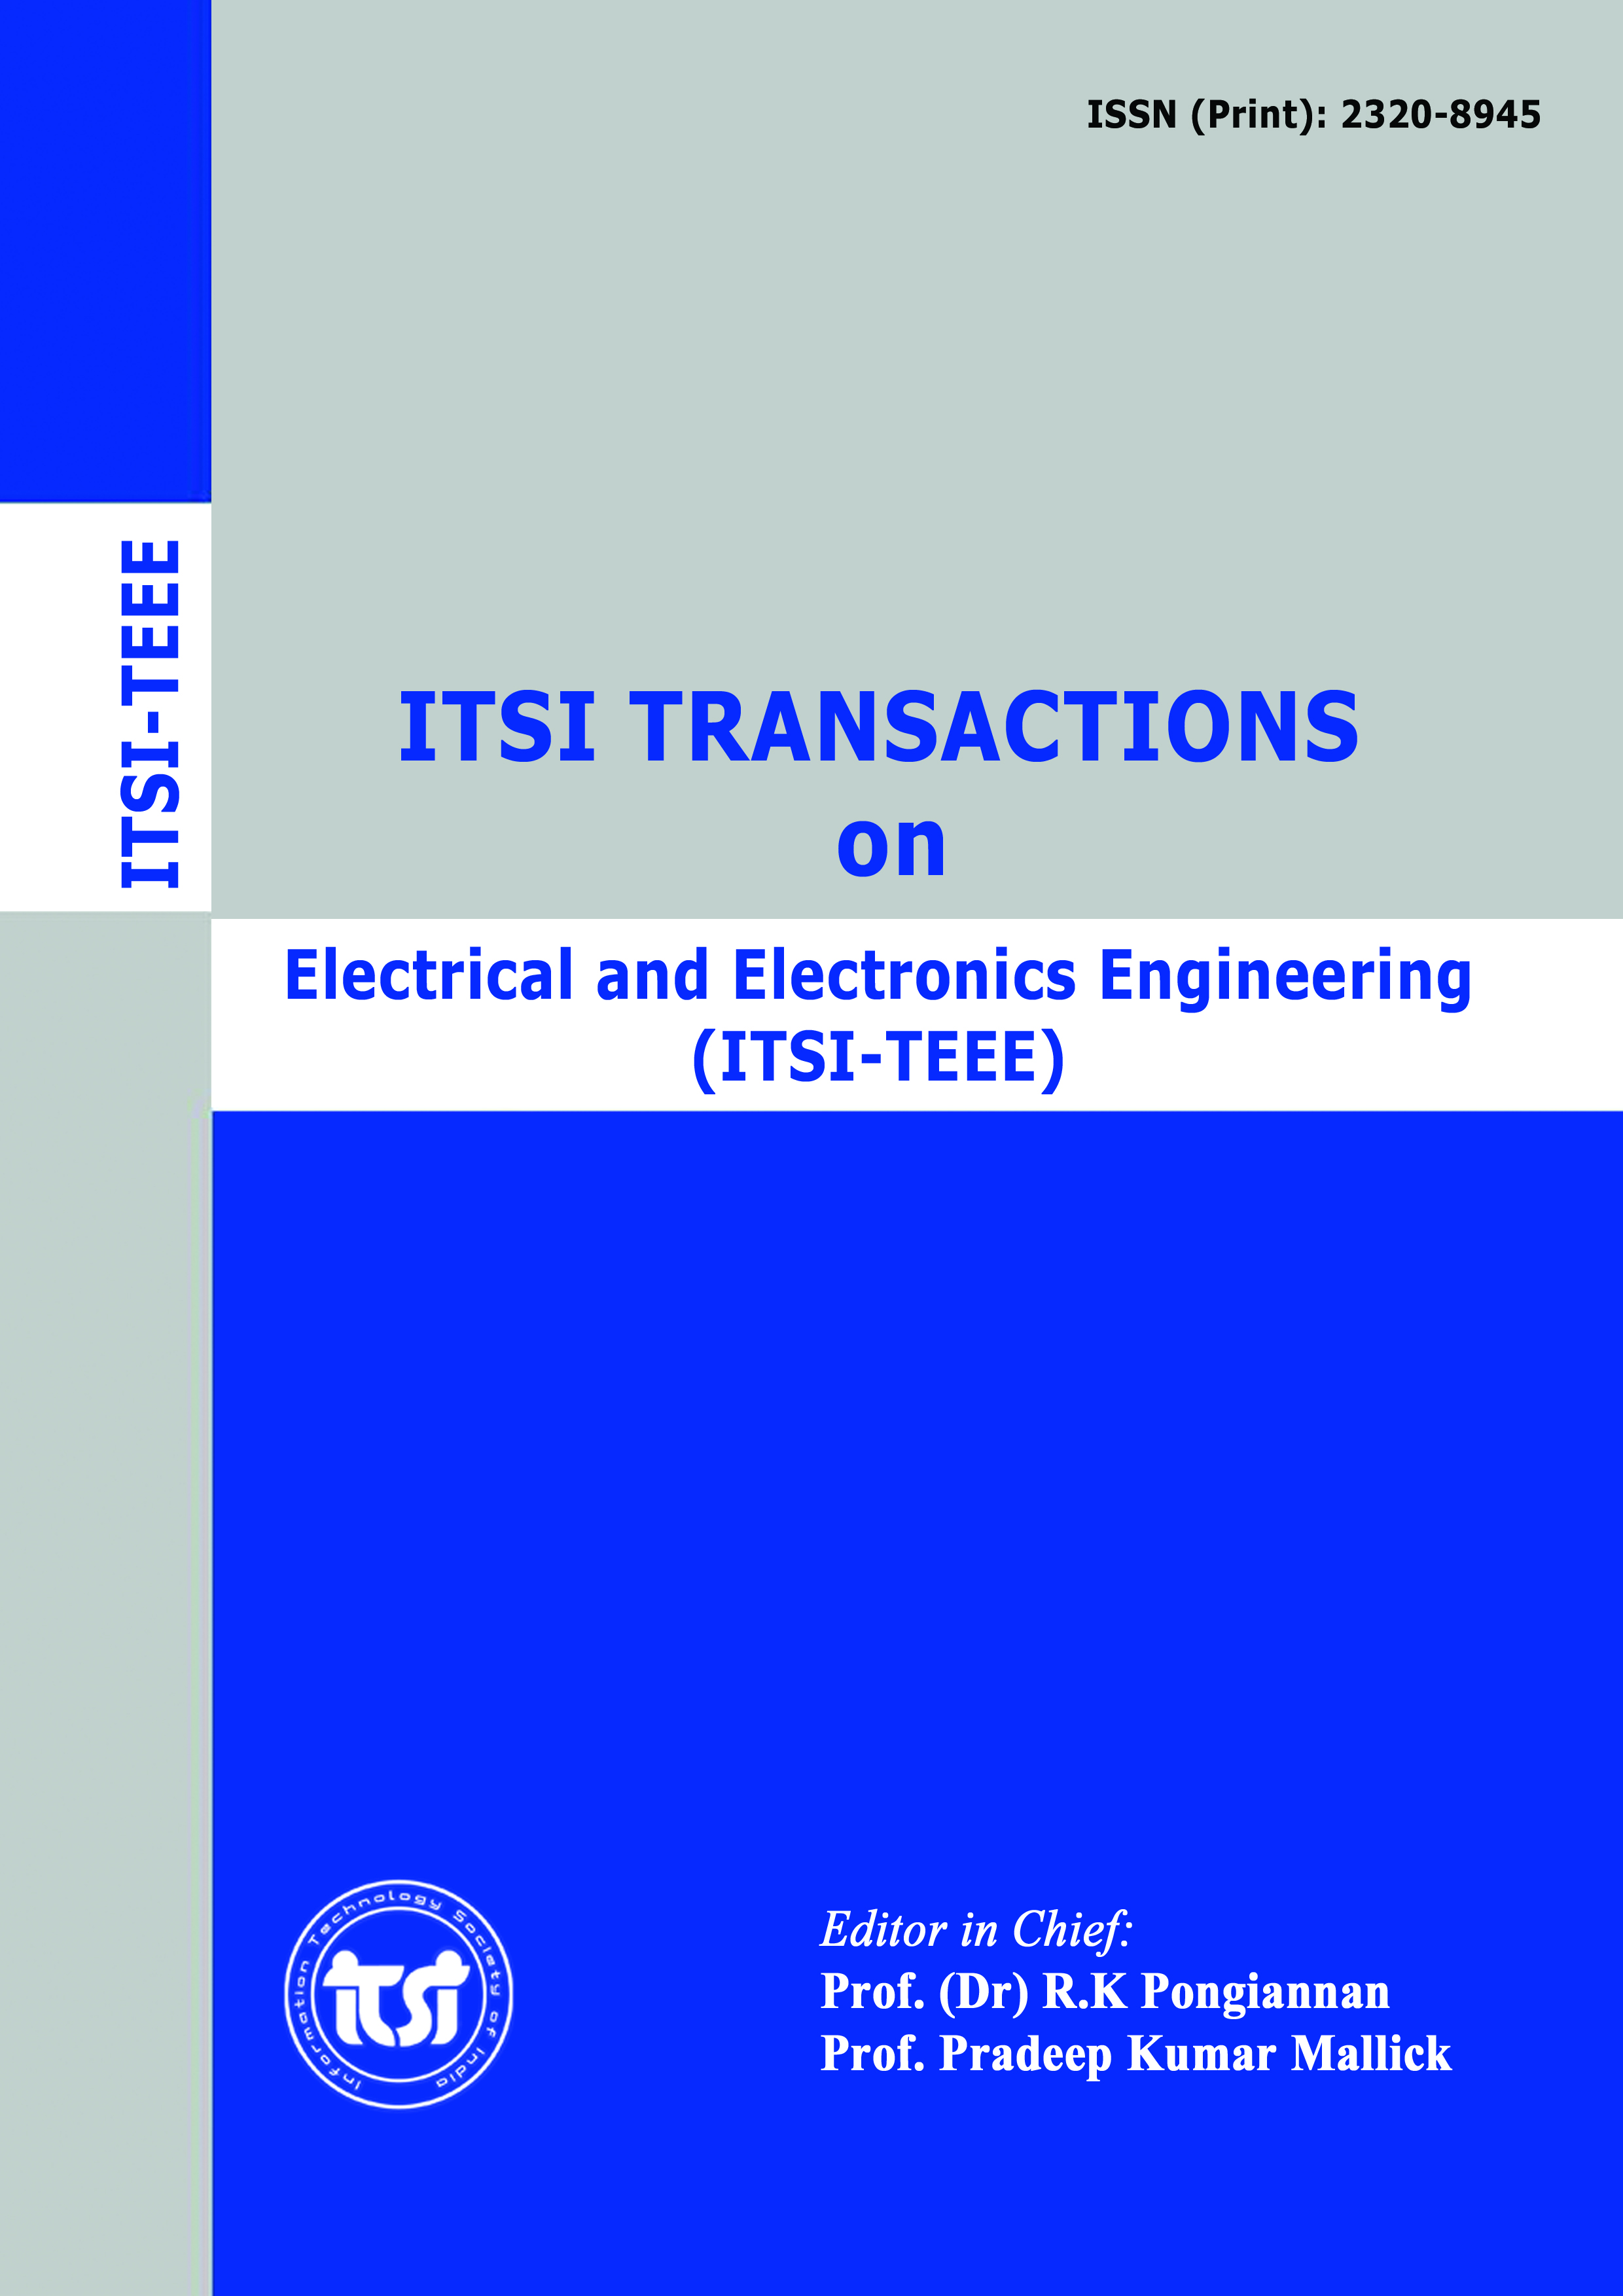 ISSN (Print): 2320-8945
ITSI-TEEE
ITSI TRANSACTIONS
on
Electrical and Electronics Engineering
(ITSI-TEEE)
Information Technology Society of India
itsi
Editor in Chief:
Prof. (Dr) R.K Pongiannan
Prof. Pradeep Kumar Mallick